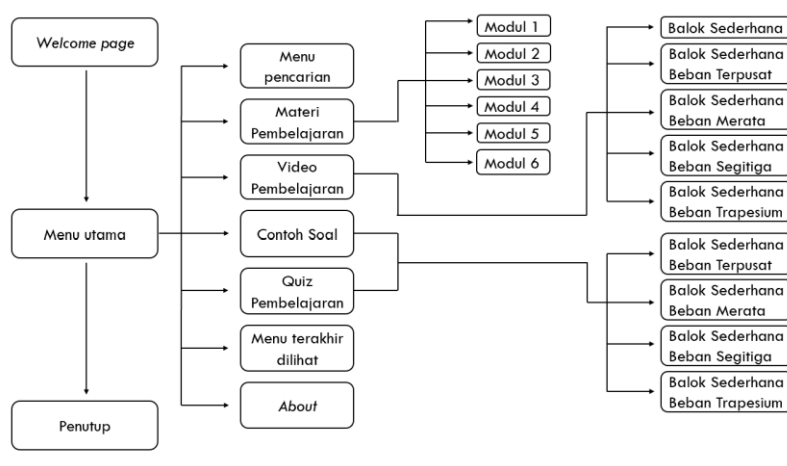 Welcome page
Menu utama
Penutup
Menu
pencarian
Materi
Pembelajaran
Video
Pembelajaran
Contoh Soal
Quiz
Pembelajaran
Menu terakhir
dilihat
About
Modul 1
Modul 2
Modul 3
Modul 4
Modul 5
Modul 6
Balok Sederhana
Balok Sederhana
Beban Terpusat
Balok Sederhana
Beban Merata
Balok Sederhana
Beban Segitiga
Balok Sederhana
Beban Trapesium
Balok Sederhana
Beban Terpusat
Balok Sederhana
Beban Merata
Balok Sederhana
Beban Segitiga
Balok Sederhana
Beban Trapesium